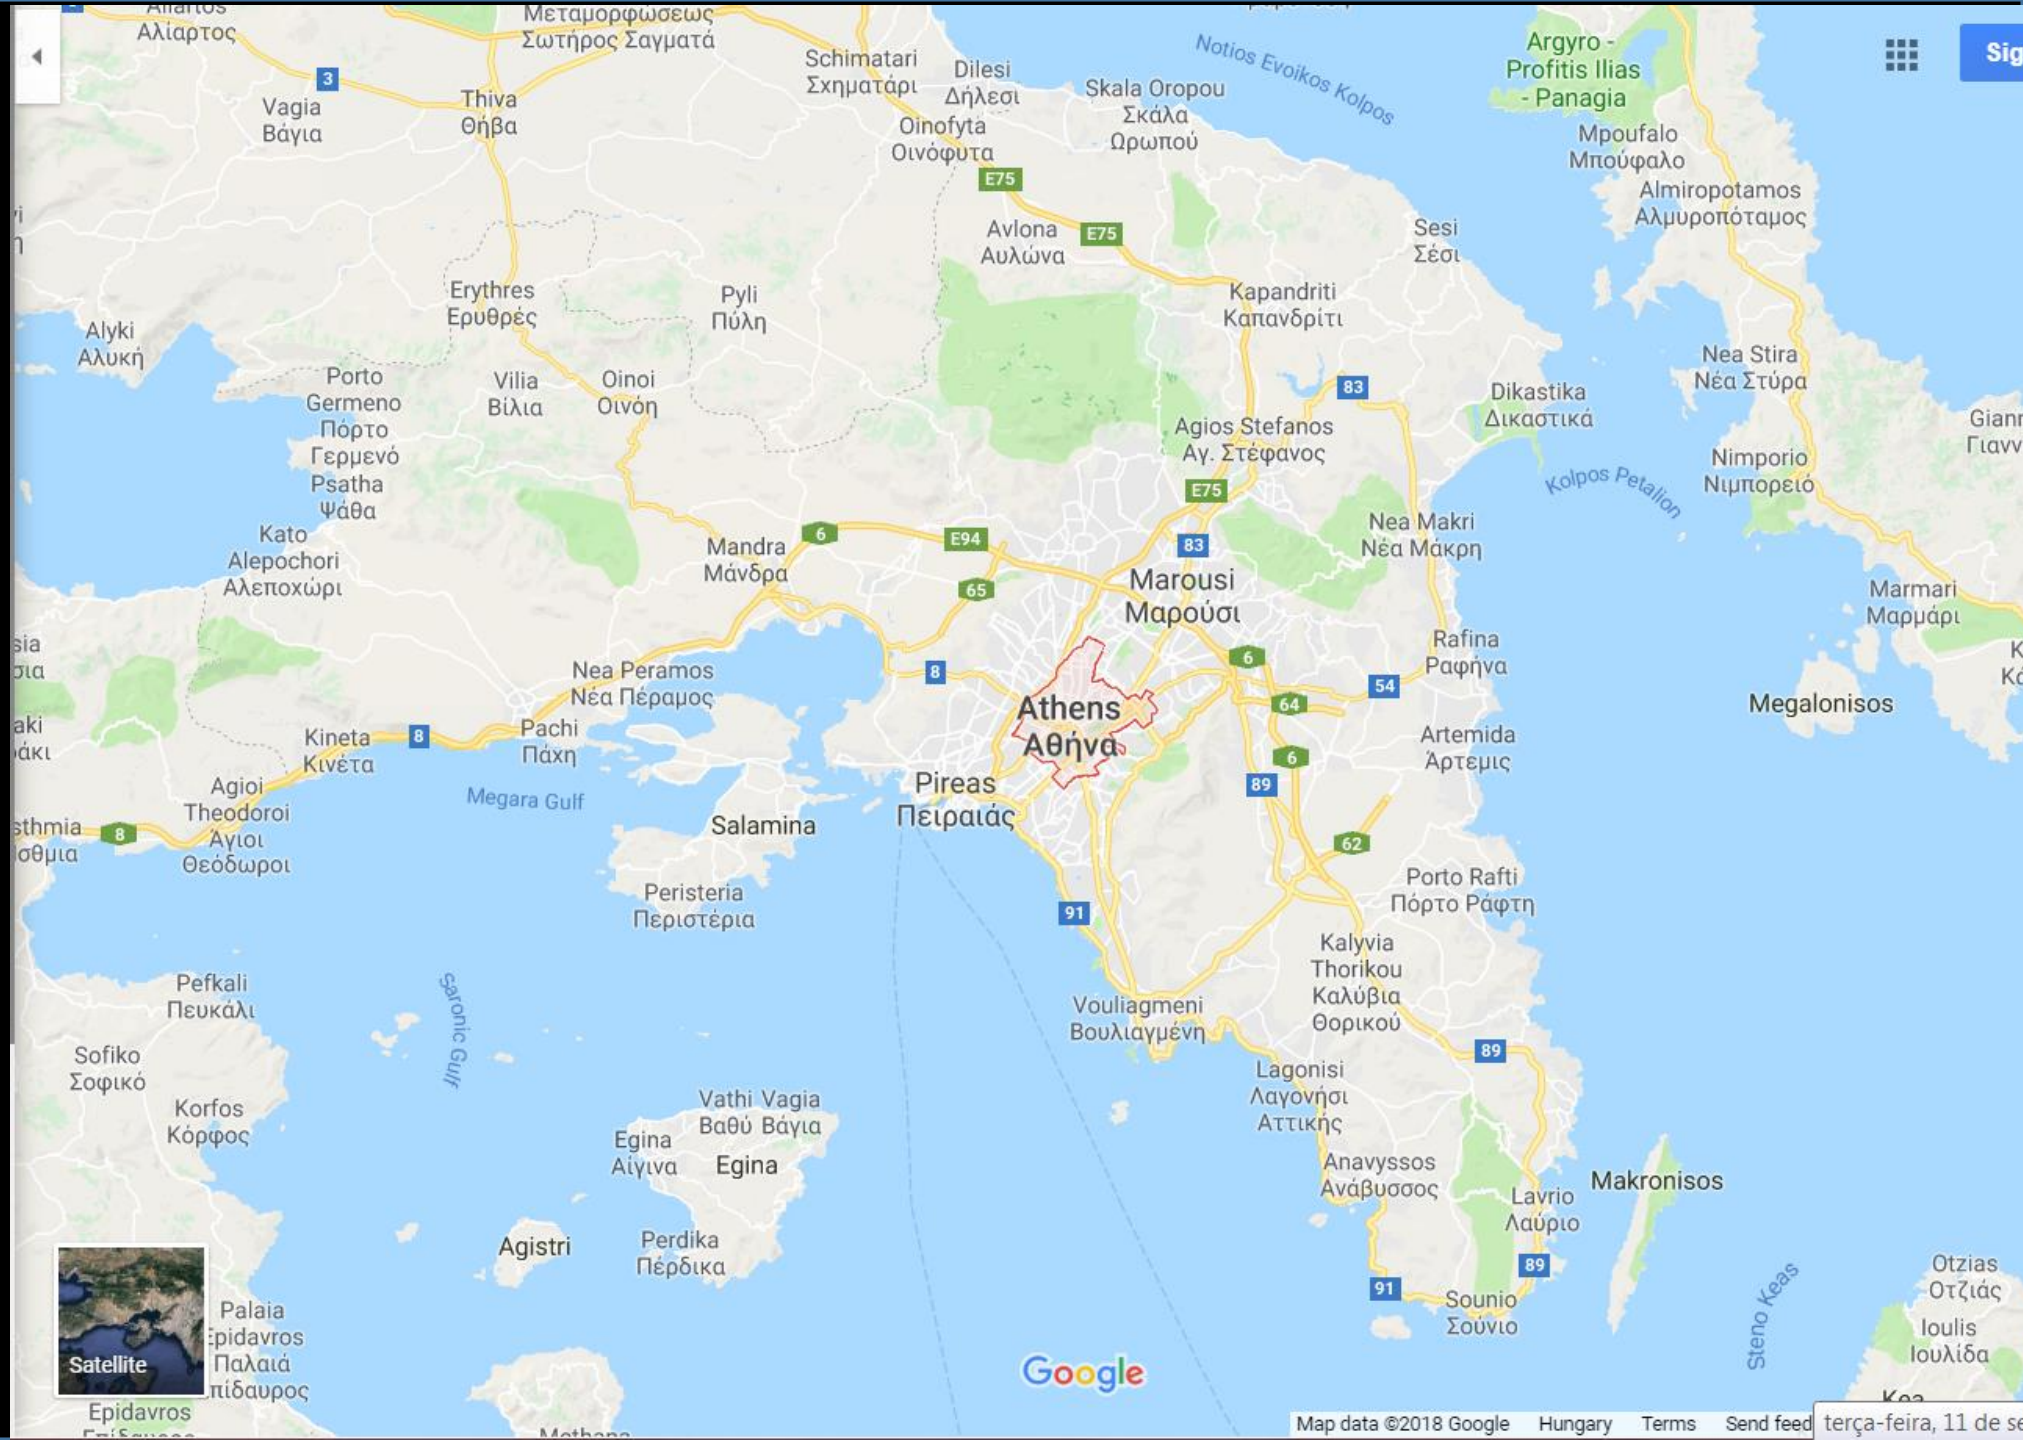 Αλίαρτος
Μεταμορφώσεως
Σωτήρος Σαγματά
3
Vagia
Βάγια
Thiva
Θήβα
Schimatari
Σχηματάρι
Dilesi
Δήλεσι
Oinofyta
Οινόφυτα
Skala Oropou
Σκάλα
Ωρωπού
Notios Evoikos Kolpos
Argyro -
Profitis Ilias
- Panagia
Sig
Mpoufalo
Μπούφαλο
Almiropotamos
Αλμυροπόταμος
E75
Avlona
Αυλώνα
E75
Sesi
Σέσι
Erythres
Ερυθρές
Pyli
Πύλη
Kapandriti
Καπανδρίτι
Alyki
Αλυκή
Nea Stira
Νέα Στύρα
Porto
Germeno
Πόρτο
Γερμενό
Psatha
Ψάθα
Vilia
Βίλια
Oinoi
Οινόη
83
Dikastika
Δικαστικά
Agios Stefanos
Αγ. Στέφανος
Giann
Γιανν
Nimporio
Νιμπορειό
Kolpos Petalion
E75
Kato
Alepochori
Αλεποχώρι
Mandra
Μάνδρα
6
E94
83
Nea Makri
Νέα Μάκρη
65
Marousi
Μαρούσι
Marmari
Μαρμάρι
Rafina
Ραφήνα
6
8
Nea Peramos
Νέα Πέραμος
54
64
Megalonisos
Athens
Αθήνα
Kineta
Κινέτα
8
Pachi
Πάχη
Artemida
Άρτεμις
6
89
Pireas
Πειραιάς
Agioi
Theodoroi
Άγιοι
Θεόδωροι
Megara Gulf
Salamina
sthmia
σθμια
8
62
Peristeria
Περιστέρια
Porto Rafti
Πόρτο Ράφτη
91
Kalyvia
Thorikou
Καλύβια
Θορικού
Pefkali
Πευκάλι
Saronic Gulf
Vouliagmeni
Βουλιαγμένη
89
Sofiko
Σοφικό
Lagonisi
Λαγονήσι
Αττικής
Korfos
Κόρφος
Vathi Vagia
Βαθύ Βάγια
Egina
Αίγινα
Egina
Anavyssos
Ανάβυσσος
Makronisos
Lavrio
Λαύριο
Agistri
Perdika
Πέρδικα
89
91
Sounio
Σούνιο
Steno Keas
Otzias
Οτζιάς
Ioulis
Ιουλίδα
Palaia
Epidavros
Παλαιά
πίδαυρος
Satellite
Google
Epidavros
Map data ©2018 Google Hungary Terms Send feed
terça-feira, 11 de se